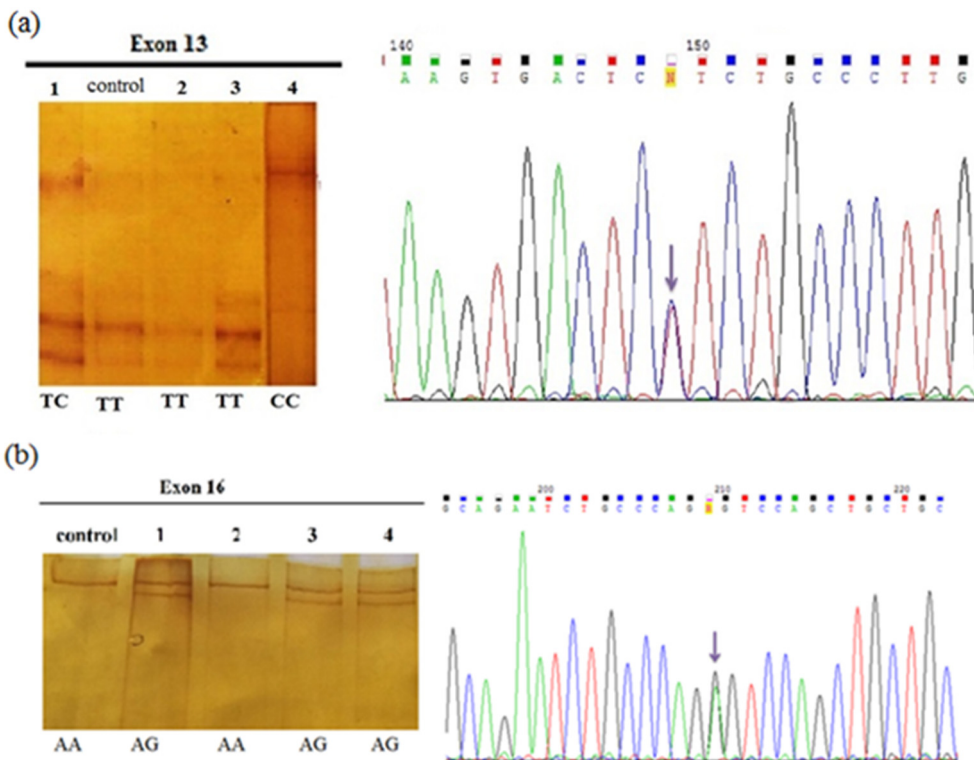 (a)
Exon 13
1 control 2 3 4
TC TT TT TT CC
140 150
A A G T G A C T C N T C T G C C C T T G
(b)
Exon 16
control 1 2 3 4
AA AG AA AG AG
200 210 220
G C A G A A T C T G C C C A G N G T C C A G C T G C T G C